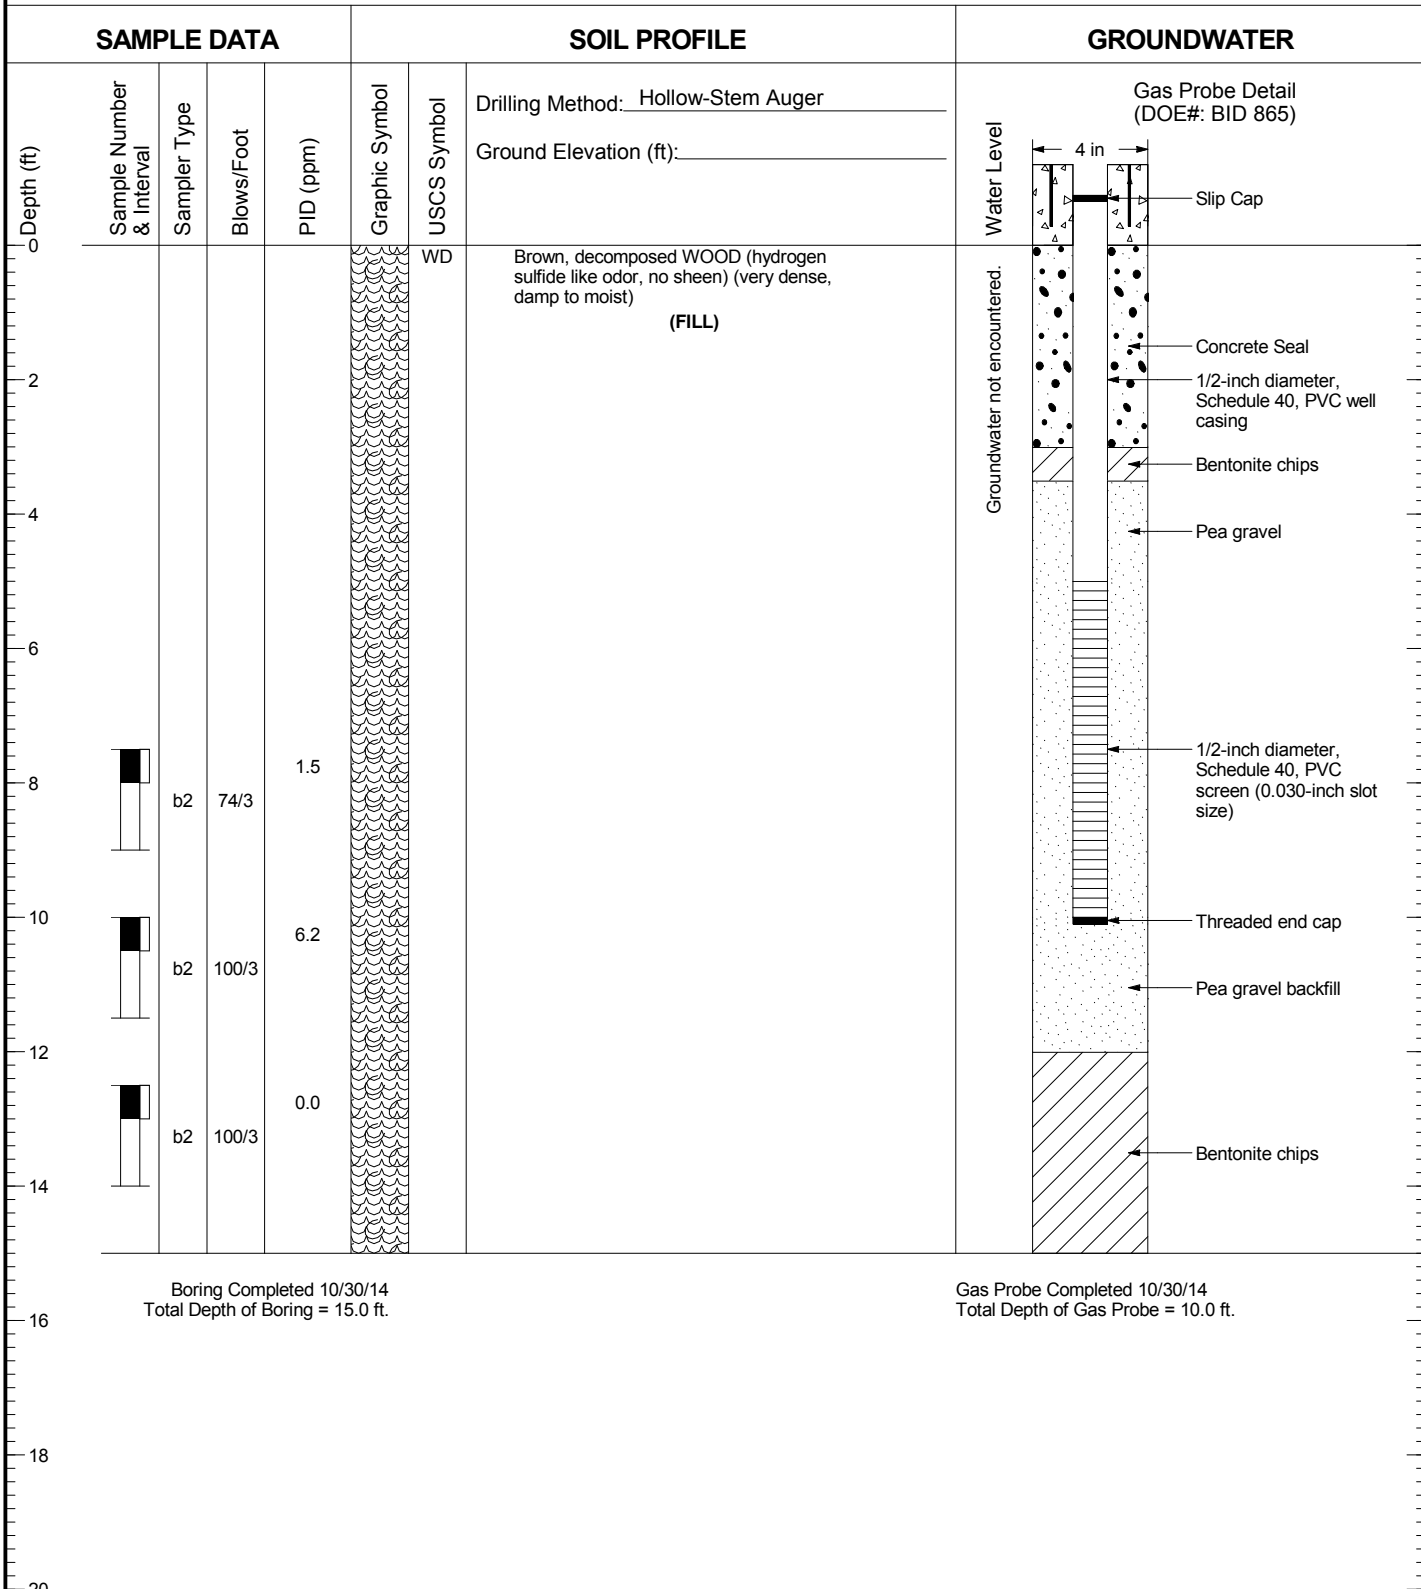 SAMPLE DATA
SOIL PROFILE
GROUNDWATER
Depth (ft)
Sample Number
& Interval
Sampler Type
Blows/Foot
PID (ppm)
Graphic Symbol
USCS Symbol
Drilling Method: Hollow-Stem Auger
Ground Elevation (ft):
Water Level
Gas Probe Detail
(DOE#: BID 865)
4 in
Slip Cap
0
WD
Brown, decomposed WOOD (hydrogen
sulfide like odor, no sheen) (very dense,
damp to moist)
(FILL)
Groundwater not encountered.
Concrete Seal
2
1/2-inch diameter,
Schedule 40, PVC well
casing
Bentonite chips
4
Pea gravel
6
1.5
1/2-inch diameter,
Schedule 40, PVC
screen (0.030-inch slot
size)
8
b2
74/3
10
6.2
Threaded end cap
b2
100/3
Pea gravel backfill
12
0.0
b2
100/3
Bentonite chips
14
Boring Completed 10/30/14
Total Depth of Boring = 15.0 ft.
Gas Probe Completed 10/30/14
Total Depth of Gas Probe = 10.0 ft.
16
18
20